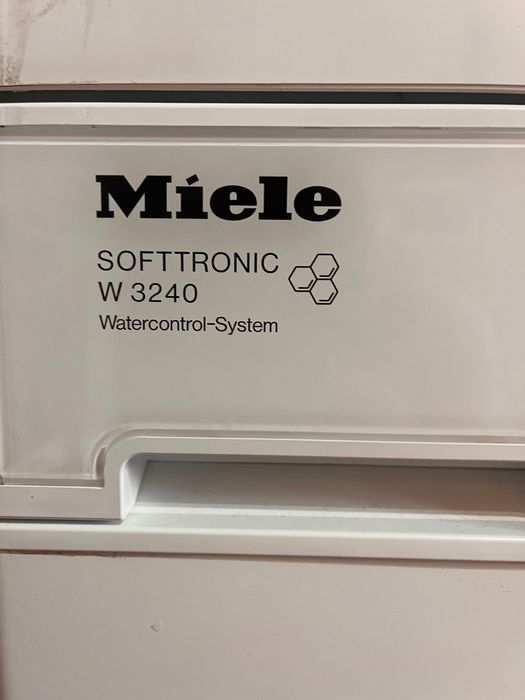 Miele
SOFTTRONIC
W 3240
Watercontrol-System